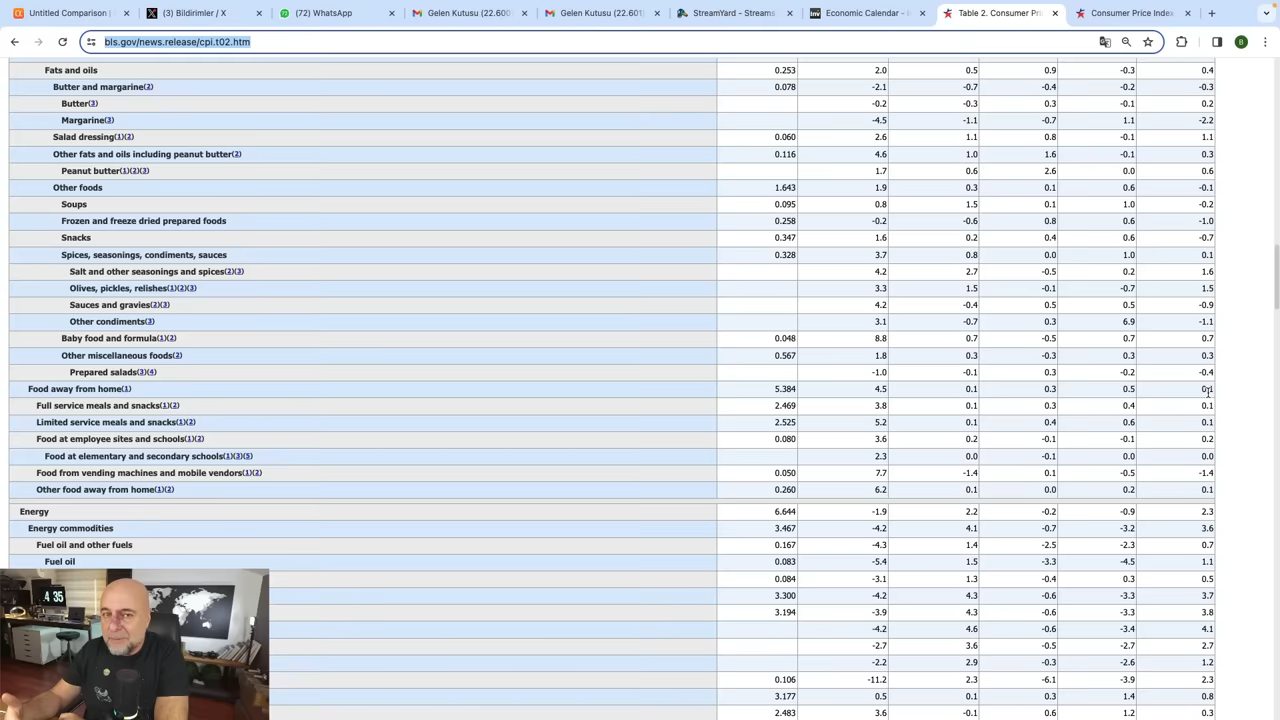 Untitled Comparison |
(3) Bildirimler / X
(72) WhatsApp
Gelen Kutusu (22.600
Gelen Kutusu (22.601
StreamYard - Streams
Economic Calendar -
Table 2. Consumer Pri
Consumer Price Index
bls.gov/news.release/cpi.t02.htm
Fats and oils 0.253 2.0 0.5 0.9 -0.3 0.4
Butter and margarine(2) 0.078 -2.1 -0.7 -0.4 -0.2 -0.3
Butter(3) -0.2 -0.3 0.3 -0.1 0.2
Margarine(3) -4.5 -1.1 -0.7 1.1 -2.2
Salad dressing(1)(2) 0.060 2.6 1.1 0.8 -0.1 1.1
Other fats and oils including peanut butter(2) 0.116 4.6 1.0 1.6 -0.1 0.3
Peanut butter(1)(2)(3) 1.7 0.6 2.6 0.0 0.6
Other foods 1.643 1.9 0.3 0.1 0.6 -0.1
Soups 0.095 0.8 1.5 0.1 1.0 -0.2
Frozen and freeze dried prepared foods 0.258 -0.2 -0.6 0.8 0.6 -1.0
Snacks 0.347 1.6 0.2 0.4 0.6 -0.7
Spices, seasonings, condiments, sauces 0.328 3.7 0.8 0.0 1.0 0.1
Salt and other seasonings and spices(2)(3) 4.2 2.7 -0.5 0.2 1.6
Olives, pickles, relishes(1)(2)(3) 3.3 1.5 -0.1 -0.7 1.5
Sauces and gravies(2)(3) 4.2 -0.4 0.5 0.5 -0.9
Other condiments(3) 3.1 -0.7 0.3 6.9 -1.1
Baby food and formula(1)(2) 0.048 8.8 0.7 -0.5 0.7 0.7
Other miscellaneous foods(2) 0.567 1.8 0.3 -0.3 0.3 0.3
Prepared salads(3)(4) -1.0 -0.1 0.3 -0.2 -0.4
Food away from home(1) 5.384 4.5 0.1 0.3 0.5 0.1
Full service meals and snacks(1)(2) 2.469 3.8 0.1 0.3 0.4 0.1
Limited service meals and snacks(1)(2) 2.525 5.2 0.1 0.4 0.6 0.1
Food at employee sites and schools(1)(2) 0.080 3.6 0.2 -0.1 -0.1 0.2
Food at elementary and secondary schools(1)(3)(5) 2.3 0.0 -0.1 0.0 0.0
Food from vending machines and mobile vendors(1)(2) 0.050 7.7 -1.4 0.1 -0.5 -1.4
Other food away from home(1)(2) 0.260 6.2 0.1 0.0 0.2 0.1
Energy 6.644 -1.9 2.2 -0.2 -0.9 2.3
Energy commodities 3.467 -4.2 4.1 -0.7 -3.2 3.6
Fuel oil and other fuels 0.167 -4.3 1.4 -2.5 -2.3 0.7
Fuel oil 0.083 -5.4 1.5 -3.3 -4.5 1.1
0.084 -3.1 1.3 -0.4 0.3 0.5
3.300 -4.2 4.3 -0.6 -3.3 3.7
3.194 -3.9 4.3 -0.6 -3.3 3.8
-4.2 4.6 -0.6 -3.4 4.1
-2.7 3.6 -0.5 -2.7 2.7
-2.2 2.9 -0.3 -2.6 1.2
0.106 -11.2 2.3 -6.1 -3.9 2.3
3.177 0.5 0.1 0.3 1.4 0.8
2.483 3.6 -0.1 0.6 1.2 0.3